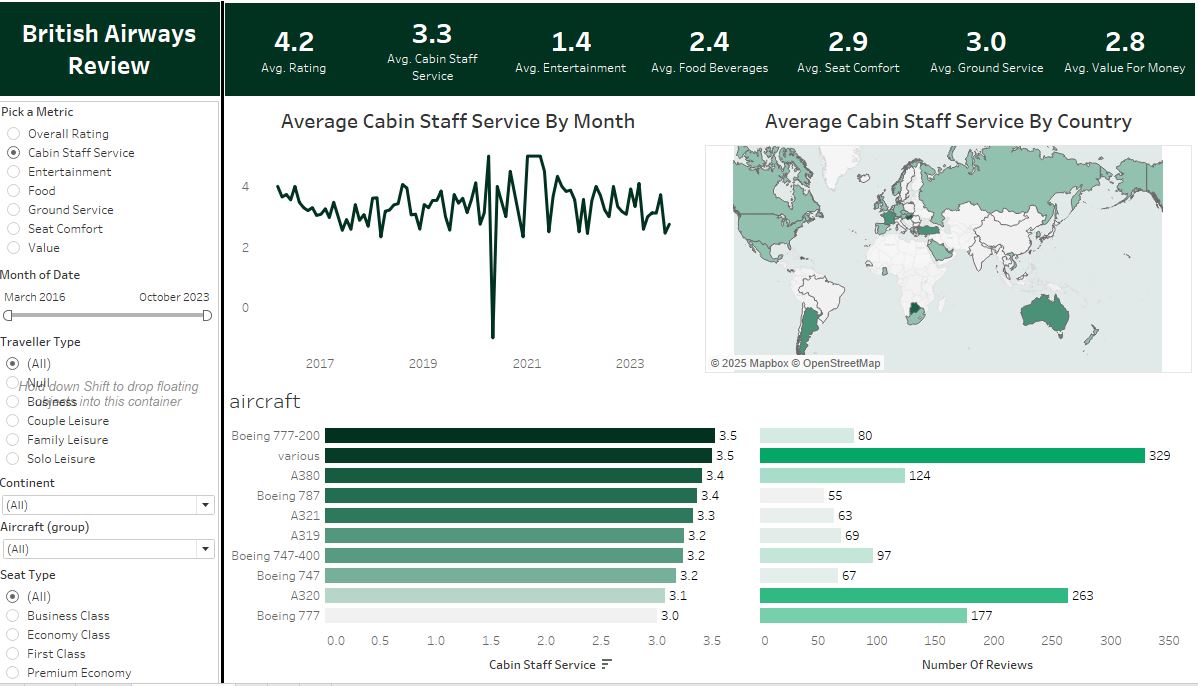 British Airways
Review
4.2
Avg. Rating
3.3
Avg. Cabin Staff
Service
1.4
Avg. Entertainment
2.4
Avg. Food Beverages
2.9
Avg. Seat Comfort
3.0
Avg. Ground Service
2.8
Avg. Value For Money
Pick a Metric
Overall Rating
Cabin Staff Service
Entertainment
Food
Ground Service
Seat Comfort
Value
Month of Date
March 2016 October 2023
Traveller Type
(All)
Null
Hold down Shift to drop floating
Business
objects into this container
Couple Leisure
Family Leisure
Solo Leisure
Continent
(All)
Aircraft (group)
(All)
Seat Type
(All)
Business Class
Economy Class
First Class
Premium Economy
Average Cabin Staff Service By Month
4
2
0
2017 2019 2021 2023
Average Cabin Staff Service By Country
© 2025 Mapbox © OpenStreetMap
aircraft
Boeing 777-200 3.5 80
various 3.5 329
A380 3.4 124
Boeing 787 3.4 55
A321 3.3 63
A319 3.2 69
Boeing 747-400 3.2 97
Boeing 747 3.2 67
A320 3.1 263
Boeing 777 3.0 177
0.0 0.5 1.0 1.5 2.0 2.5 3.0 3.5
0 50 100 150 200 250 300 350
Cabin Staff Service
Number Of Reviews